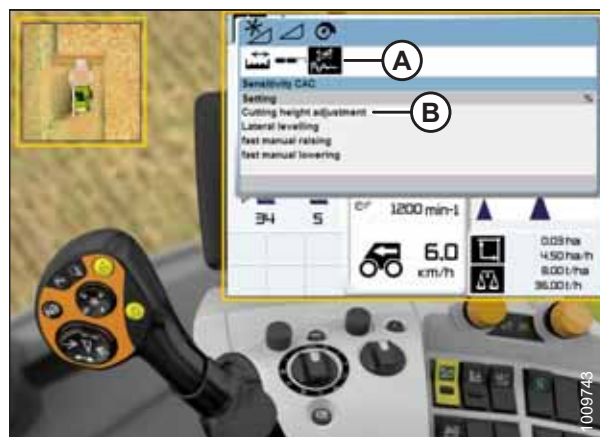 A
Sensitivity CAC
Setting %
Cutting height adjustment
B
Lateral levelling
fast manual raising
fast manual lowering
34 5
1200 min-1
6.0
km/h
0.03 ha
4.50 ha/h
8.00 t/ha
36.00 t/h
1009743